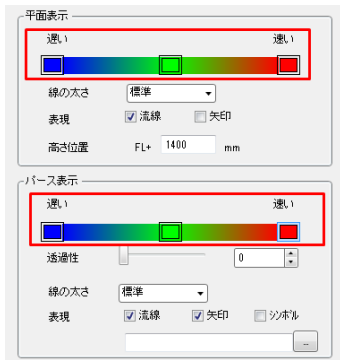 平面表示
遅い 速い
線の太さ 標準
表現 流線 矢印
高さ位置 FL+ 1400 mm
パース表示
遅い 速い
透過性 0
線の太さ 標準
表現 流線 矢印 シンボル
...